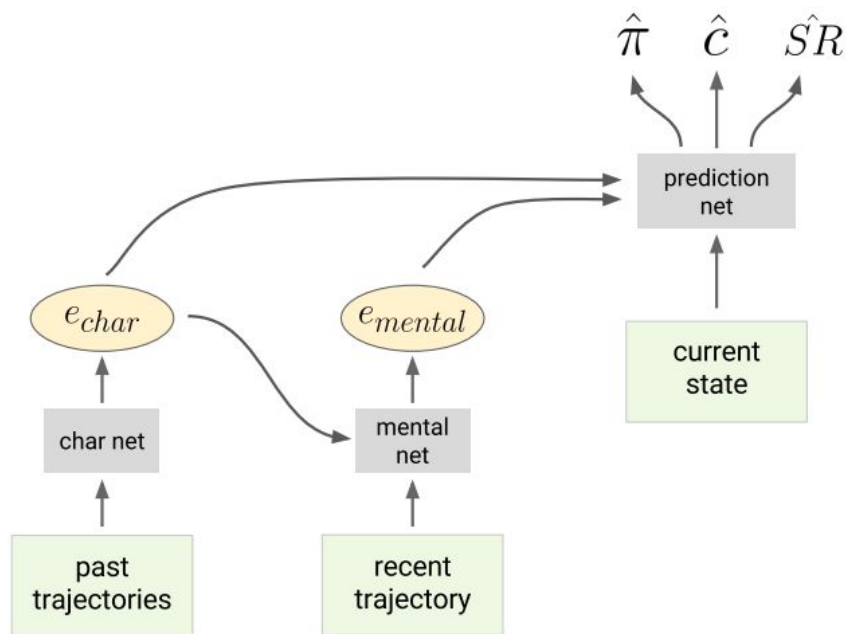 π̂ ĉ SR̂
prediction
net
e_char
e_mental
current
state
char net
mental
net
past
trajectories
recent
trajectory